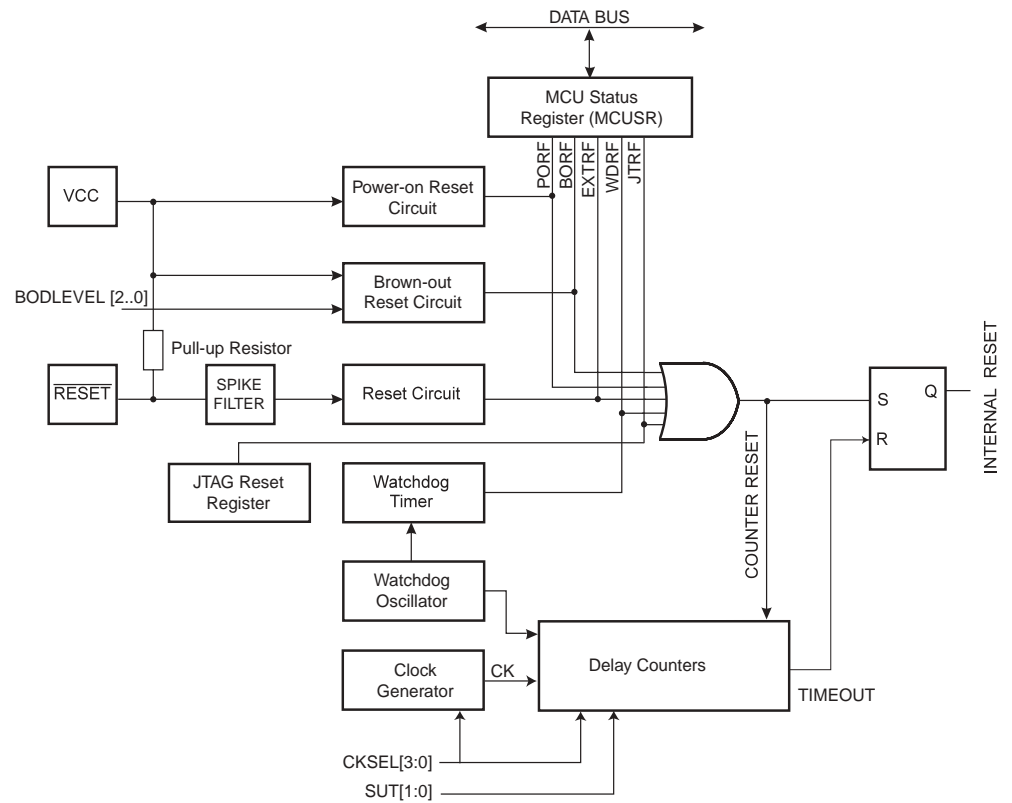 DATA BUS
MCU Status
Register (MCUSR)
PORF
BORF
EXTRF
WDRF
JTRF
VCC
Power-on Reset
Circuit
Brown-out
Reset Circuit
BODLEVEL [2..0]
Pull-up Resistor
RESET
SPIKE
FILTER
Reset Circuit
JTAG Reset
Register
Watchdog
Timer
Watchdog
Oscillator
Clock
Generator
CK
Delay Counters
COUNTER RESET
S
Q
R
INTERNAL RESET
TIMEOUT
CKSEL[3:0]
SUT[1:0]